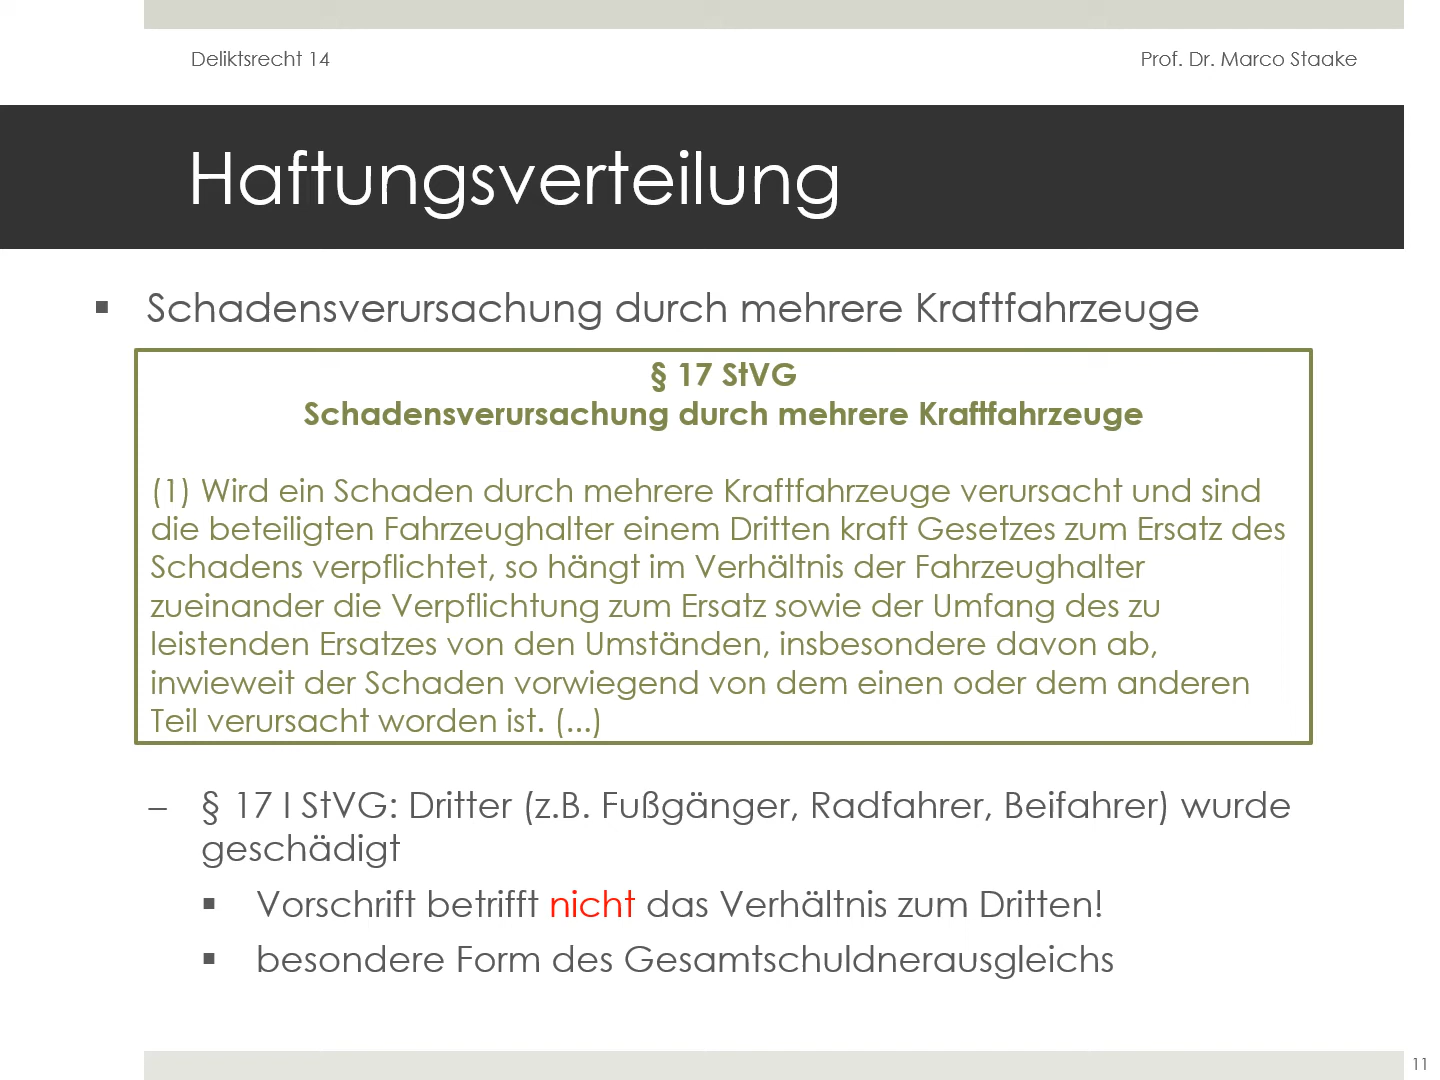 Deliktsrecht 14
Prof. Dr. Marco Staake
Haftungsverteilung
▪ Schadensverursachung durch mehrere Kraftfahrzeuge
§ 17 StVG
Schadensverursachung durch mehrere Kraftfahrzeuge
(1) Wird ein Schaden durch mehrere Kraftfahrzeuge verursacht und sind
die beteiligten Fahrzeughalter einem Dritten kraft Gesetzes zum Ersatz des
Schadens verpflichtet, so hängt im Verhältnis der Fahrzeughalter
zueinander die Verpflichtung zum Ersatz sowie der Umfang des zu
leistenden Ersatzes von den Umständen, insbesondere davon ab,
inwieweit der Schaden vorwiegend von dem einen oder dem anderen
Teil verursacht worden ist. (...)
– § 17 I StVG: Dritter (z.B. Fußgänger, Radfahrer, Beifahrer) wurde
geschädigt
▪ Vorschrift betrifft nicht das Verhältnis zum Dritten!
▪ besondere Form des Gesamtschuldnerausgleichs
11